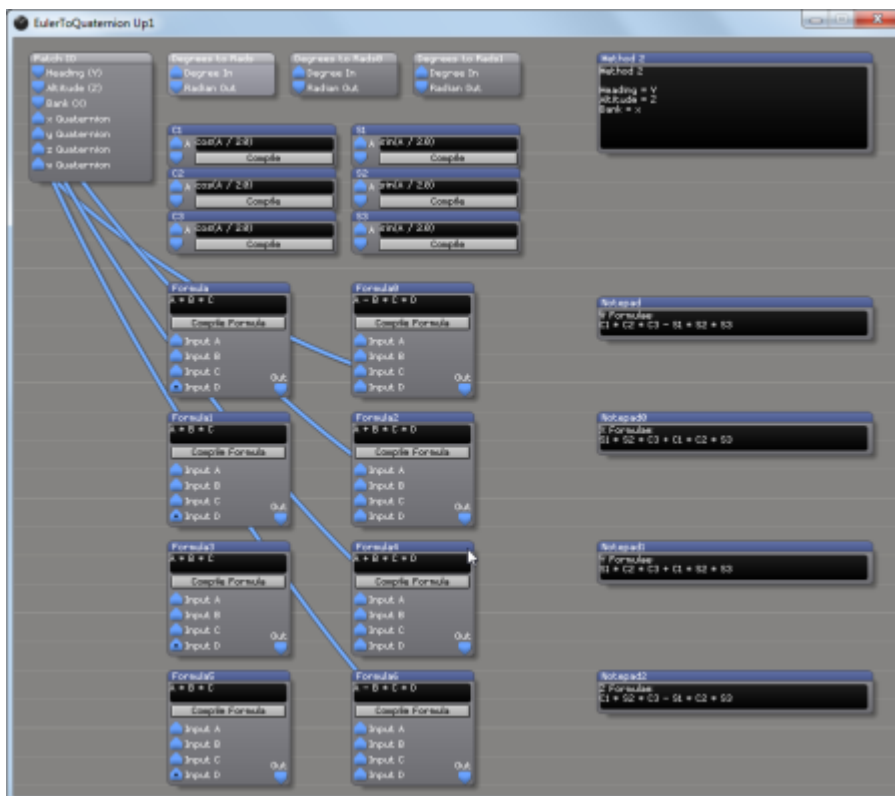 EulerToQuaternion Up1
Patch IO
Heading (Y)
Altitude (Z)
Bank (X)
x Quaternion
y Quaternion
z Quaternion
w Quaternion
Degrees to Rads
Degree In
Radian Out
Degrees to Rads0
Degree In
Radian Out
Degrees to Rads1
Degree In
Radian Out
Method 2
Method 2
Heading = Y
Altitude = Z
Bank = x
C1
A cos(A / 2.0)
Compile
S1
A sin(A / 2.0)
Compile
C2
A cos(A / 2.0)
Compile
S2
A sin(A / 2.0)
Compile
C3
A cos(A / 2.0)
Compile
S3
A sin(A / 2.0)
Compile
Formula
A * B * C
Compile Formula
Input A
Input B
Input C
Input D
Out
Formula0
A - B * C * D
Compile Formula
Input A
Input B
Input C
Input D
Out
Notepad
W Formulae:
C1 * C2 * C3 - S1 * S2 * S3
Formula1
A * B * C
Compile Formula
Input A
Input B
Input C
Input D
Out
Formula2
A + B * C * D
Compile Formula
Input A
Input B
Input C
Input D
Out
Notepad0
X Formulae:
S1 * S2 * C3 + C1 * C2 * S3
Formula3
A * B * C
Compile Formula
Input A
Input B
Input C
Input D
Out
Formula4
A + B * C * D
Compile Formula
Input A
Input B
Input C
Input D
Out
Notepad1
Y Formulae:
S1 * C2 * C3 + C1 * S2 * S3
Formula5
A * B * C
Compile Formula
Input A
Input B
Input C
Input D
Out
Formula6
A - B * C * D
Compile Formula
Input A
Input B
Input C
Input D
Out
Notepad2
Z Formulae:
C1 * S2 * C3 - S1 * C2 * S3